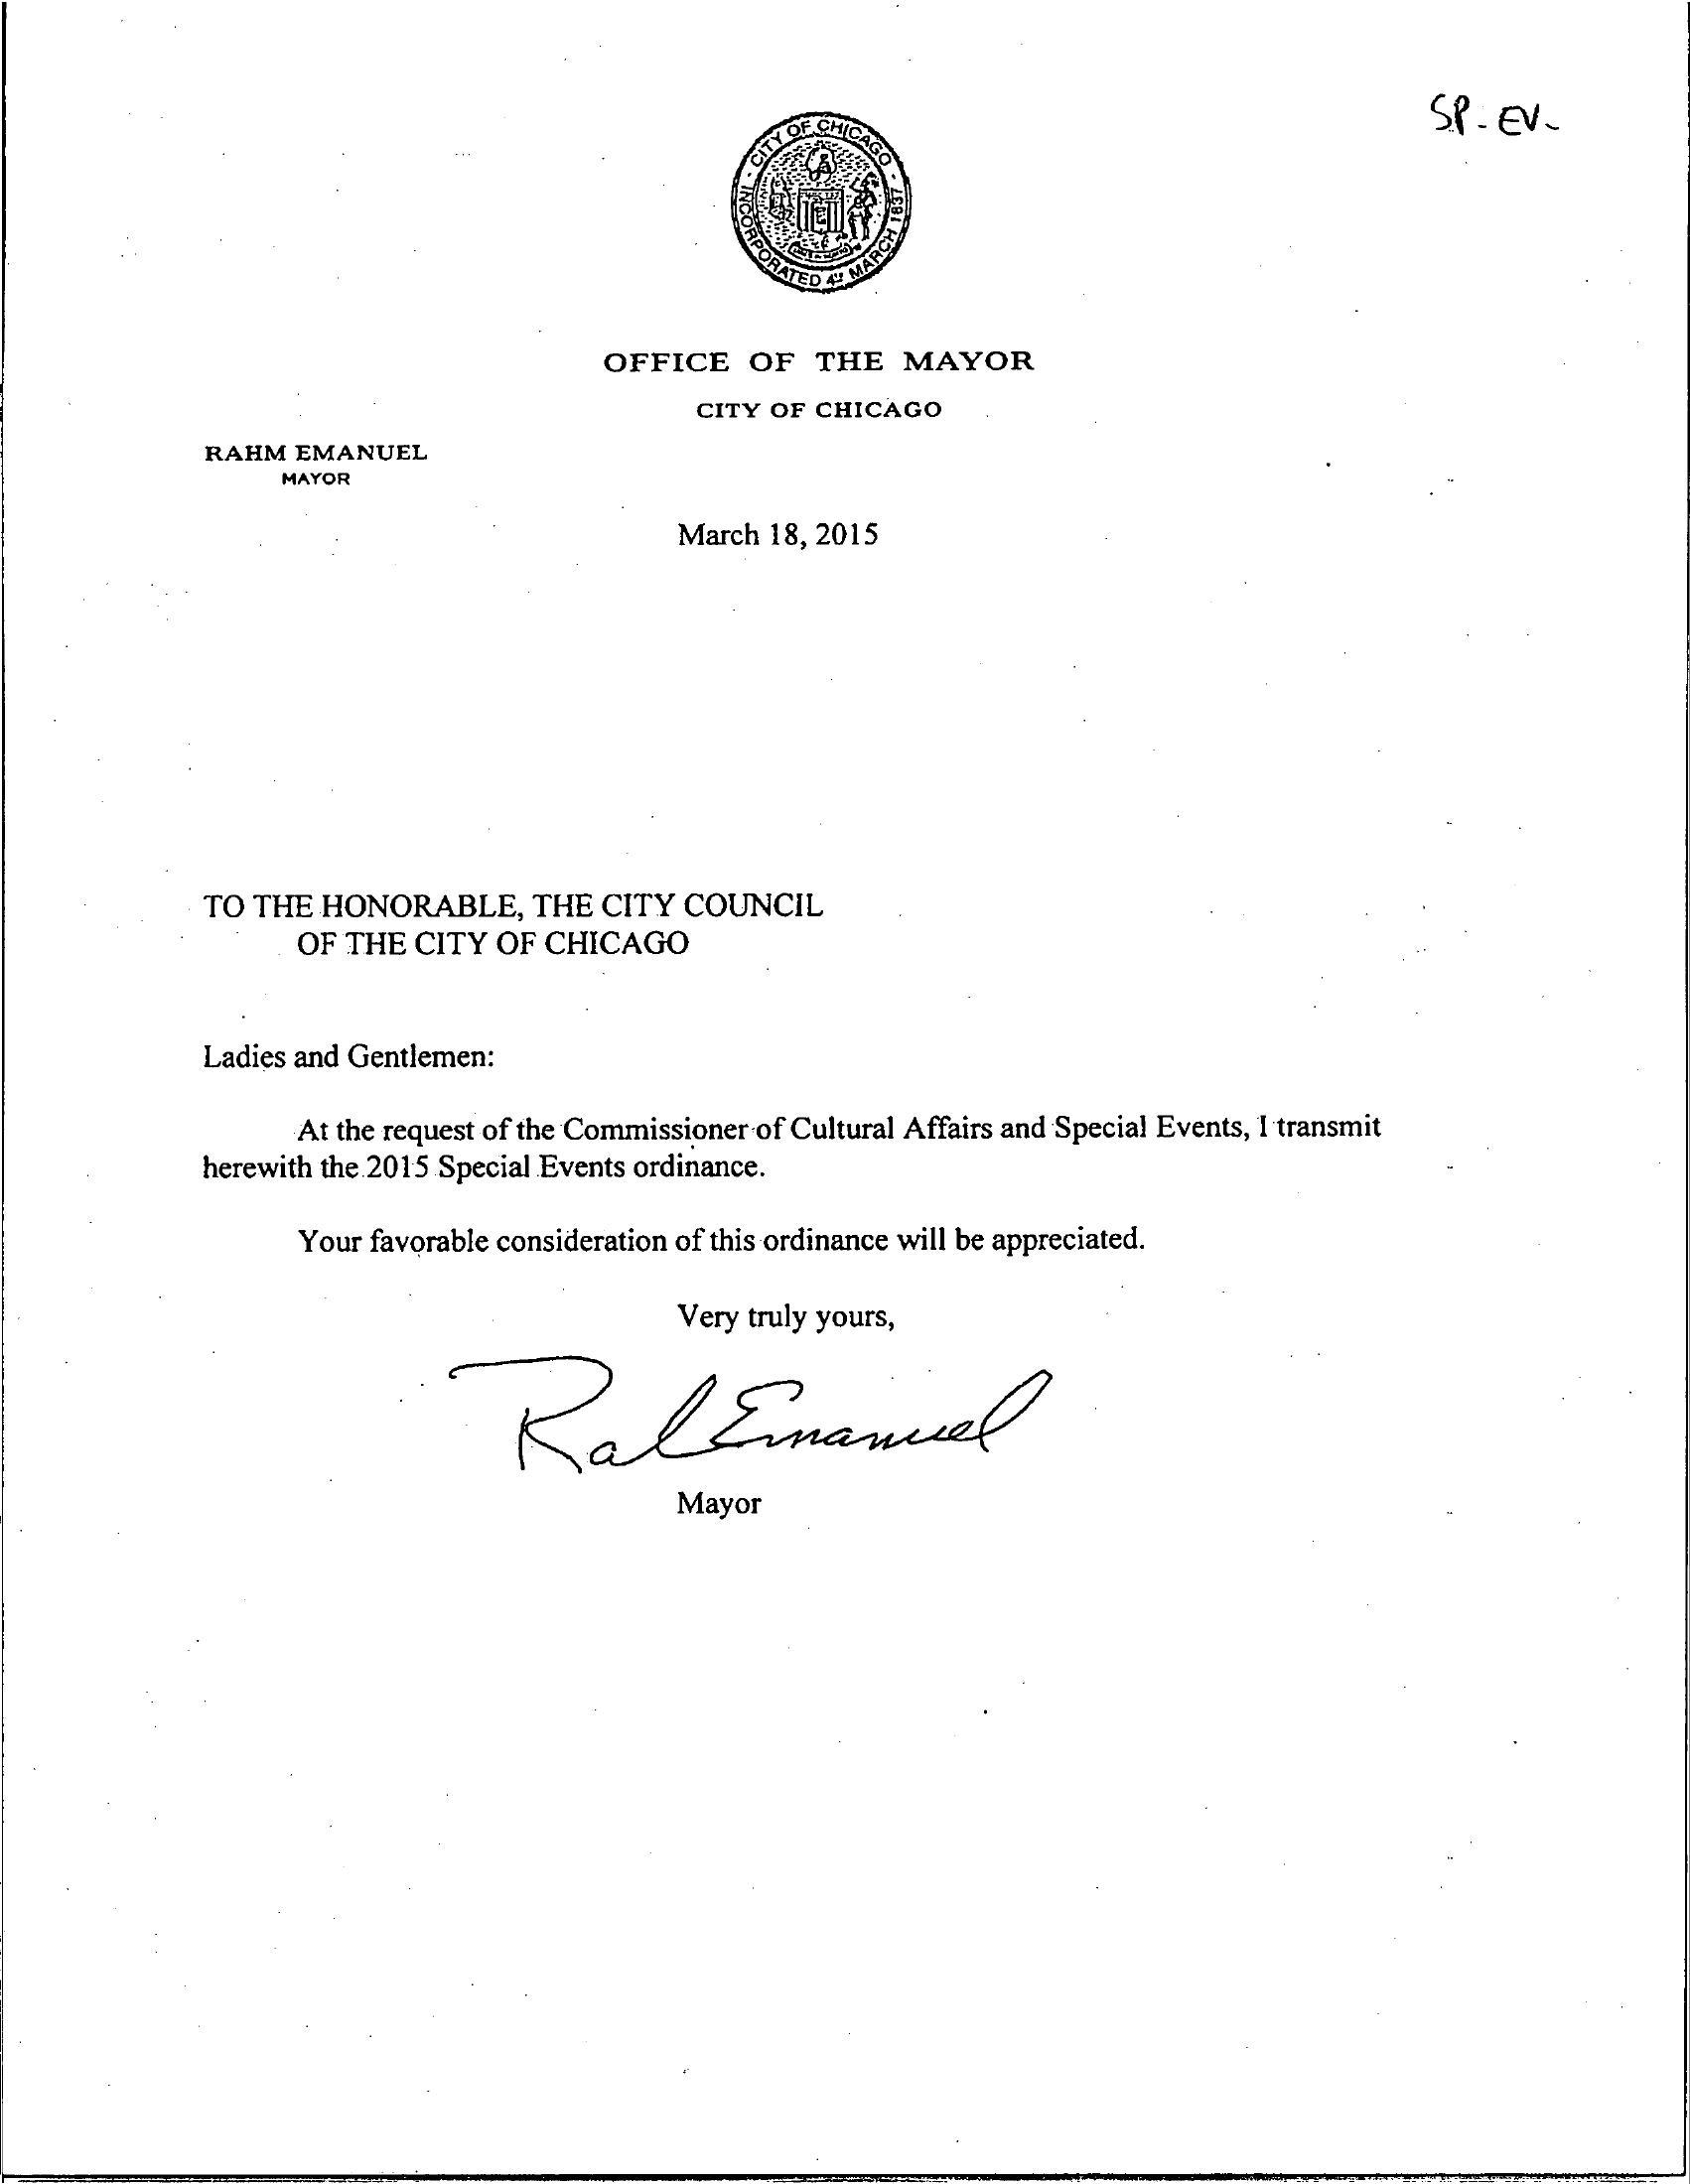 SP-EV-
CITY OF CHICAGO
INCORPORATED 4th MARCH 1837
OFFICE OF THE MAYOR
CITY OF CHICAGO
RAHM EMANUEL
MAYOR
March 18, 2015
TO THE HONORABLE, THE CITY COUNCIL
OF THE CITY OF CHICAGO
Ladies and Gentlemen:
At the request of the Commissioner of Cultural Affairs and Special Events, I transmit
herewith the 2015 Special Events ordinance.
Your favorable consideration of this ordinance will be appreciated.
Very truly yours,
Rahm Emanuel
Mayor